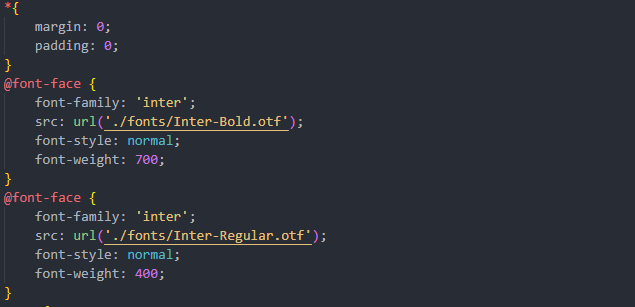 *{
margin: 0;
padding: 0;
}
@font-face {
font-family: 'inter';
src: url('./fonts/Inter-Bold.otf');
font-style: normal;
font-weight: 700;
}
@font-face {
font-family: 'inter';
src: url('./fonts/Inter-Regular.otf');
font-style: normal;
font-weight: 400;
}